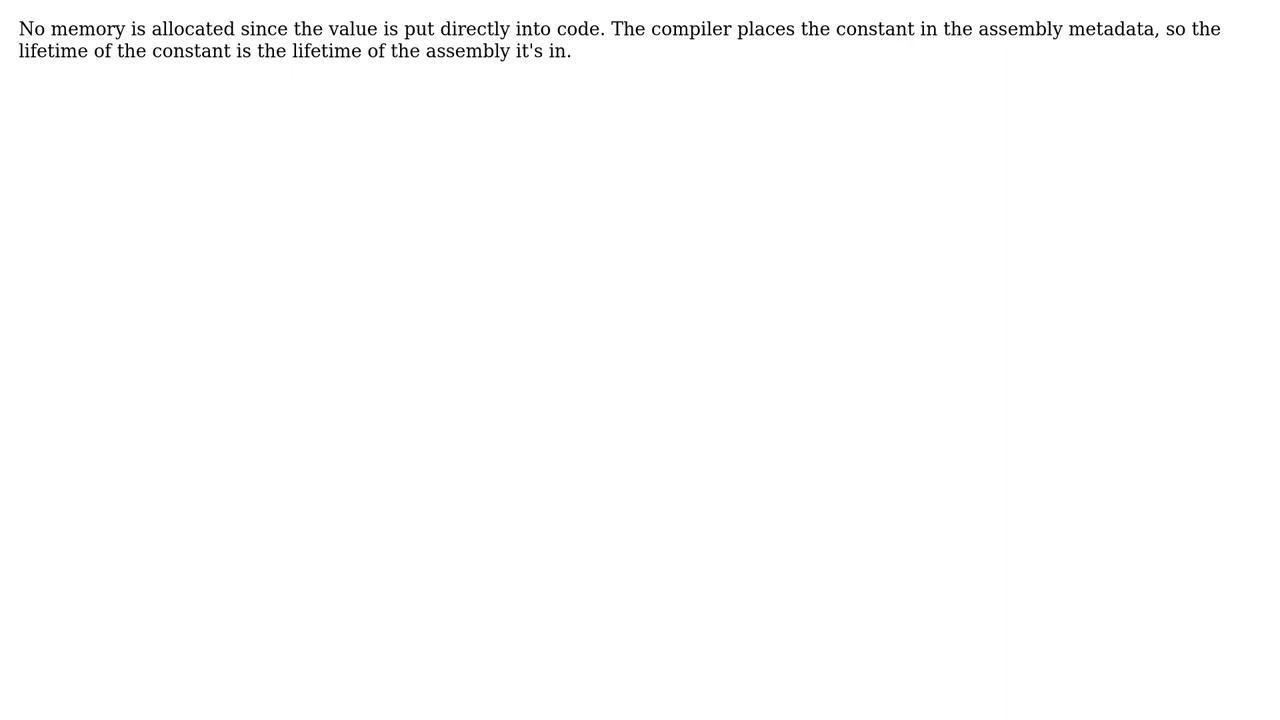 No memory is allocated since the value is put directly into code. The compiler places the constant in the assembly metadata, so the
lifetime of the constant is the lifetime of the assembly it's in.